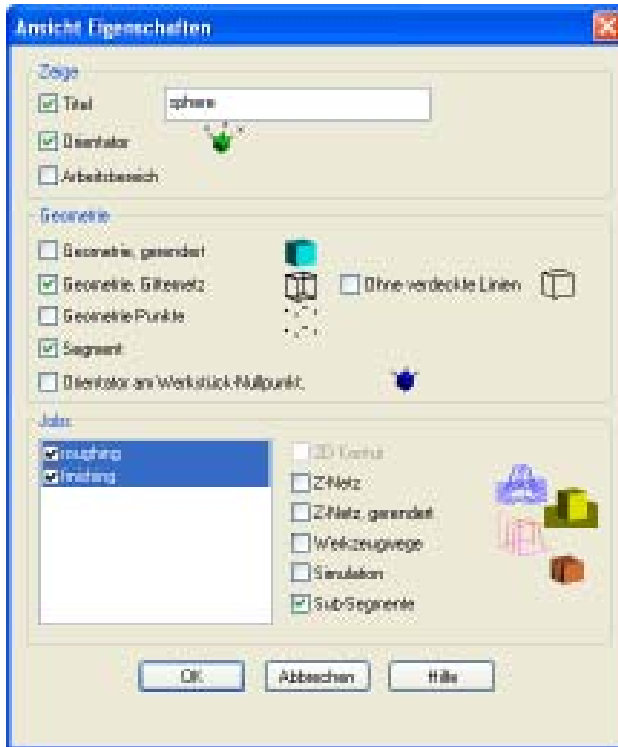 Ansicht Eigenschaften
Zeige
Titel
sphere
Orientator
Arbeitsbereich
Geometrie
Geometrie, gerendert
Geometrie, Gitternetz
Ohne verdeckte Linien
Geometrie Punkte
Segment
Orientator am Werkstück-Nullpunkt,
Jobs
roughing
finishing
2D Kontur
Z-Netz
Z-Netz, gerendert
Werkzeugwege
Simulation
Sub-Segmente
OK
Abbrechen
Hilfe